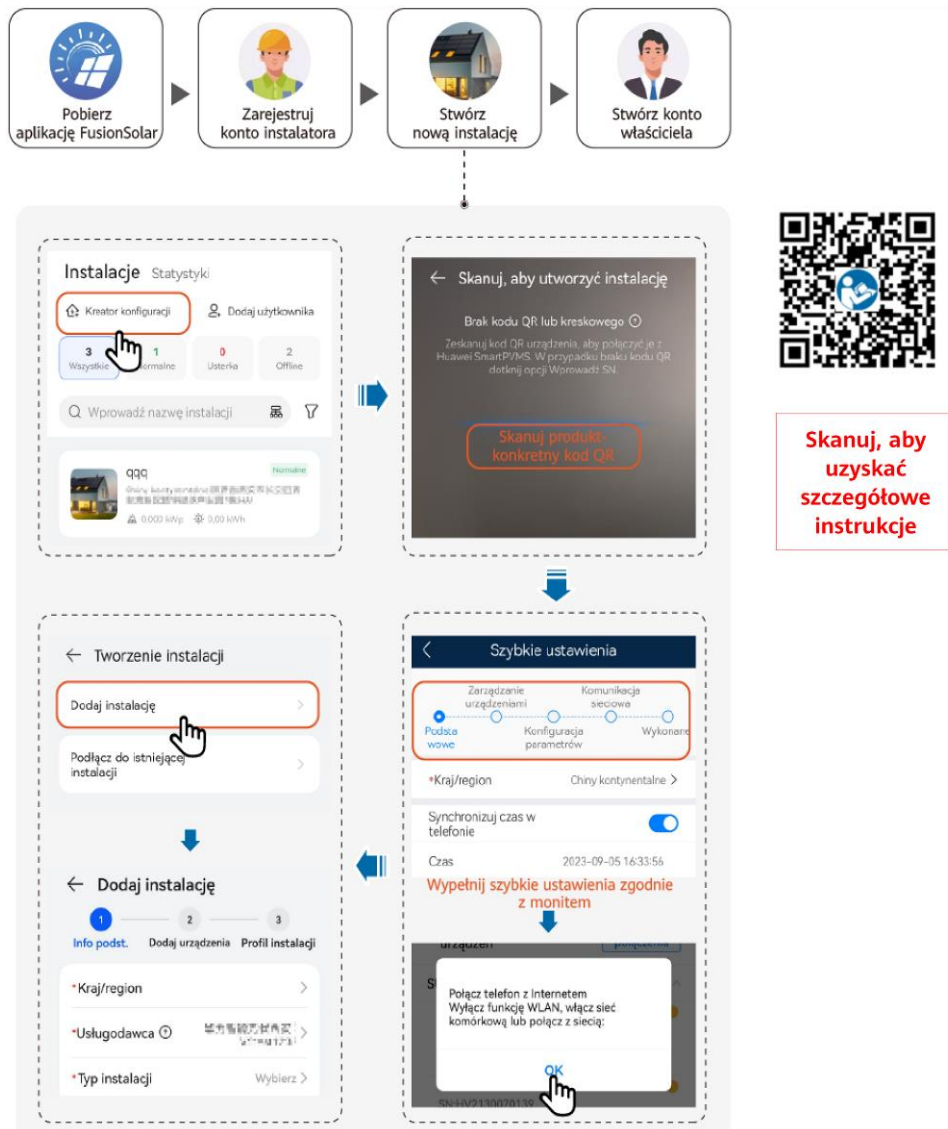 Pobierz
aplikację FusionSolar
Zarejestruj
konto instalatora
Stwórz
nową instalację
Stwórz konto
właściciela
Instalacje Statystyki
Kreator konfiguracji
Dodaj użytkownika
3
Wszystkie
1
0
Usterka
2
Offline
Wprowadź nazwę instalacji
qqq
Normalne
0.000 kWp
0,00 kWh
Skanuj, aby utworzyć instalację
Brak kodu QR lub kreskowego
Zeskanuj kod QR urządzenia, aby połączyć je z
Huawei SmartPVMS. W przypadku braku kodu QR
dotknij opcji Wprowadź SN.
Skanuj produkt-
konkretny kod QR
Skanuj, aby
uzyskać
szczegółowe
instrukcje
Szybkie ustawienia
Zarządzanie
urządzeniami
Komunikacja
sieciowa
Podsta
wowe
Konfiguracja
parametrów
Wykonane
*Kraj/region
Chiny kontynentalne
Synchronizuj czas w
telefonie
Czas
2023-09-05 16:33:56
Wypełnij szybkie ustawienia zgodnie
z monitem
Połącz telefon z Internetem
Wyłącz funkcję WLAN, włącz sieć
komórkową lub połącz z siecią:
OK
SN:HV2130070139
Tworzenie instalacji
Dodaj instalację
Podłącz do istniejącej
instalacji
Dodaj instalację
1
2
3
Info podst.
Dodaj urządzenia
Profil instalacji
*Kraj/region
*Usługodawca
*Typ instalacji
Wybierz